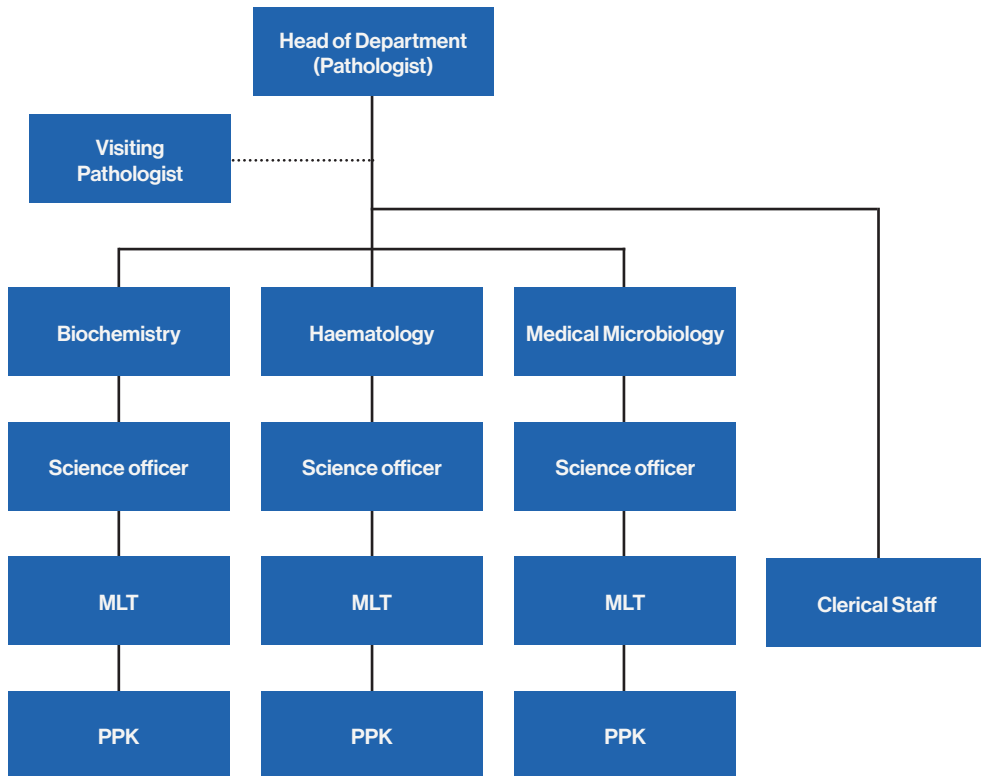 Head of Department
(Pathologist)
Visiting
Pathologist
Biochemistry
Haematology
Medical Microbiology
Science officer
Science officer
Science officer
MLT
MLT
MLT
Clerical Staff
PPK
PPK
PPK